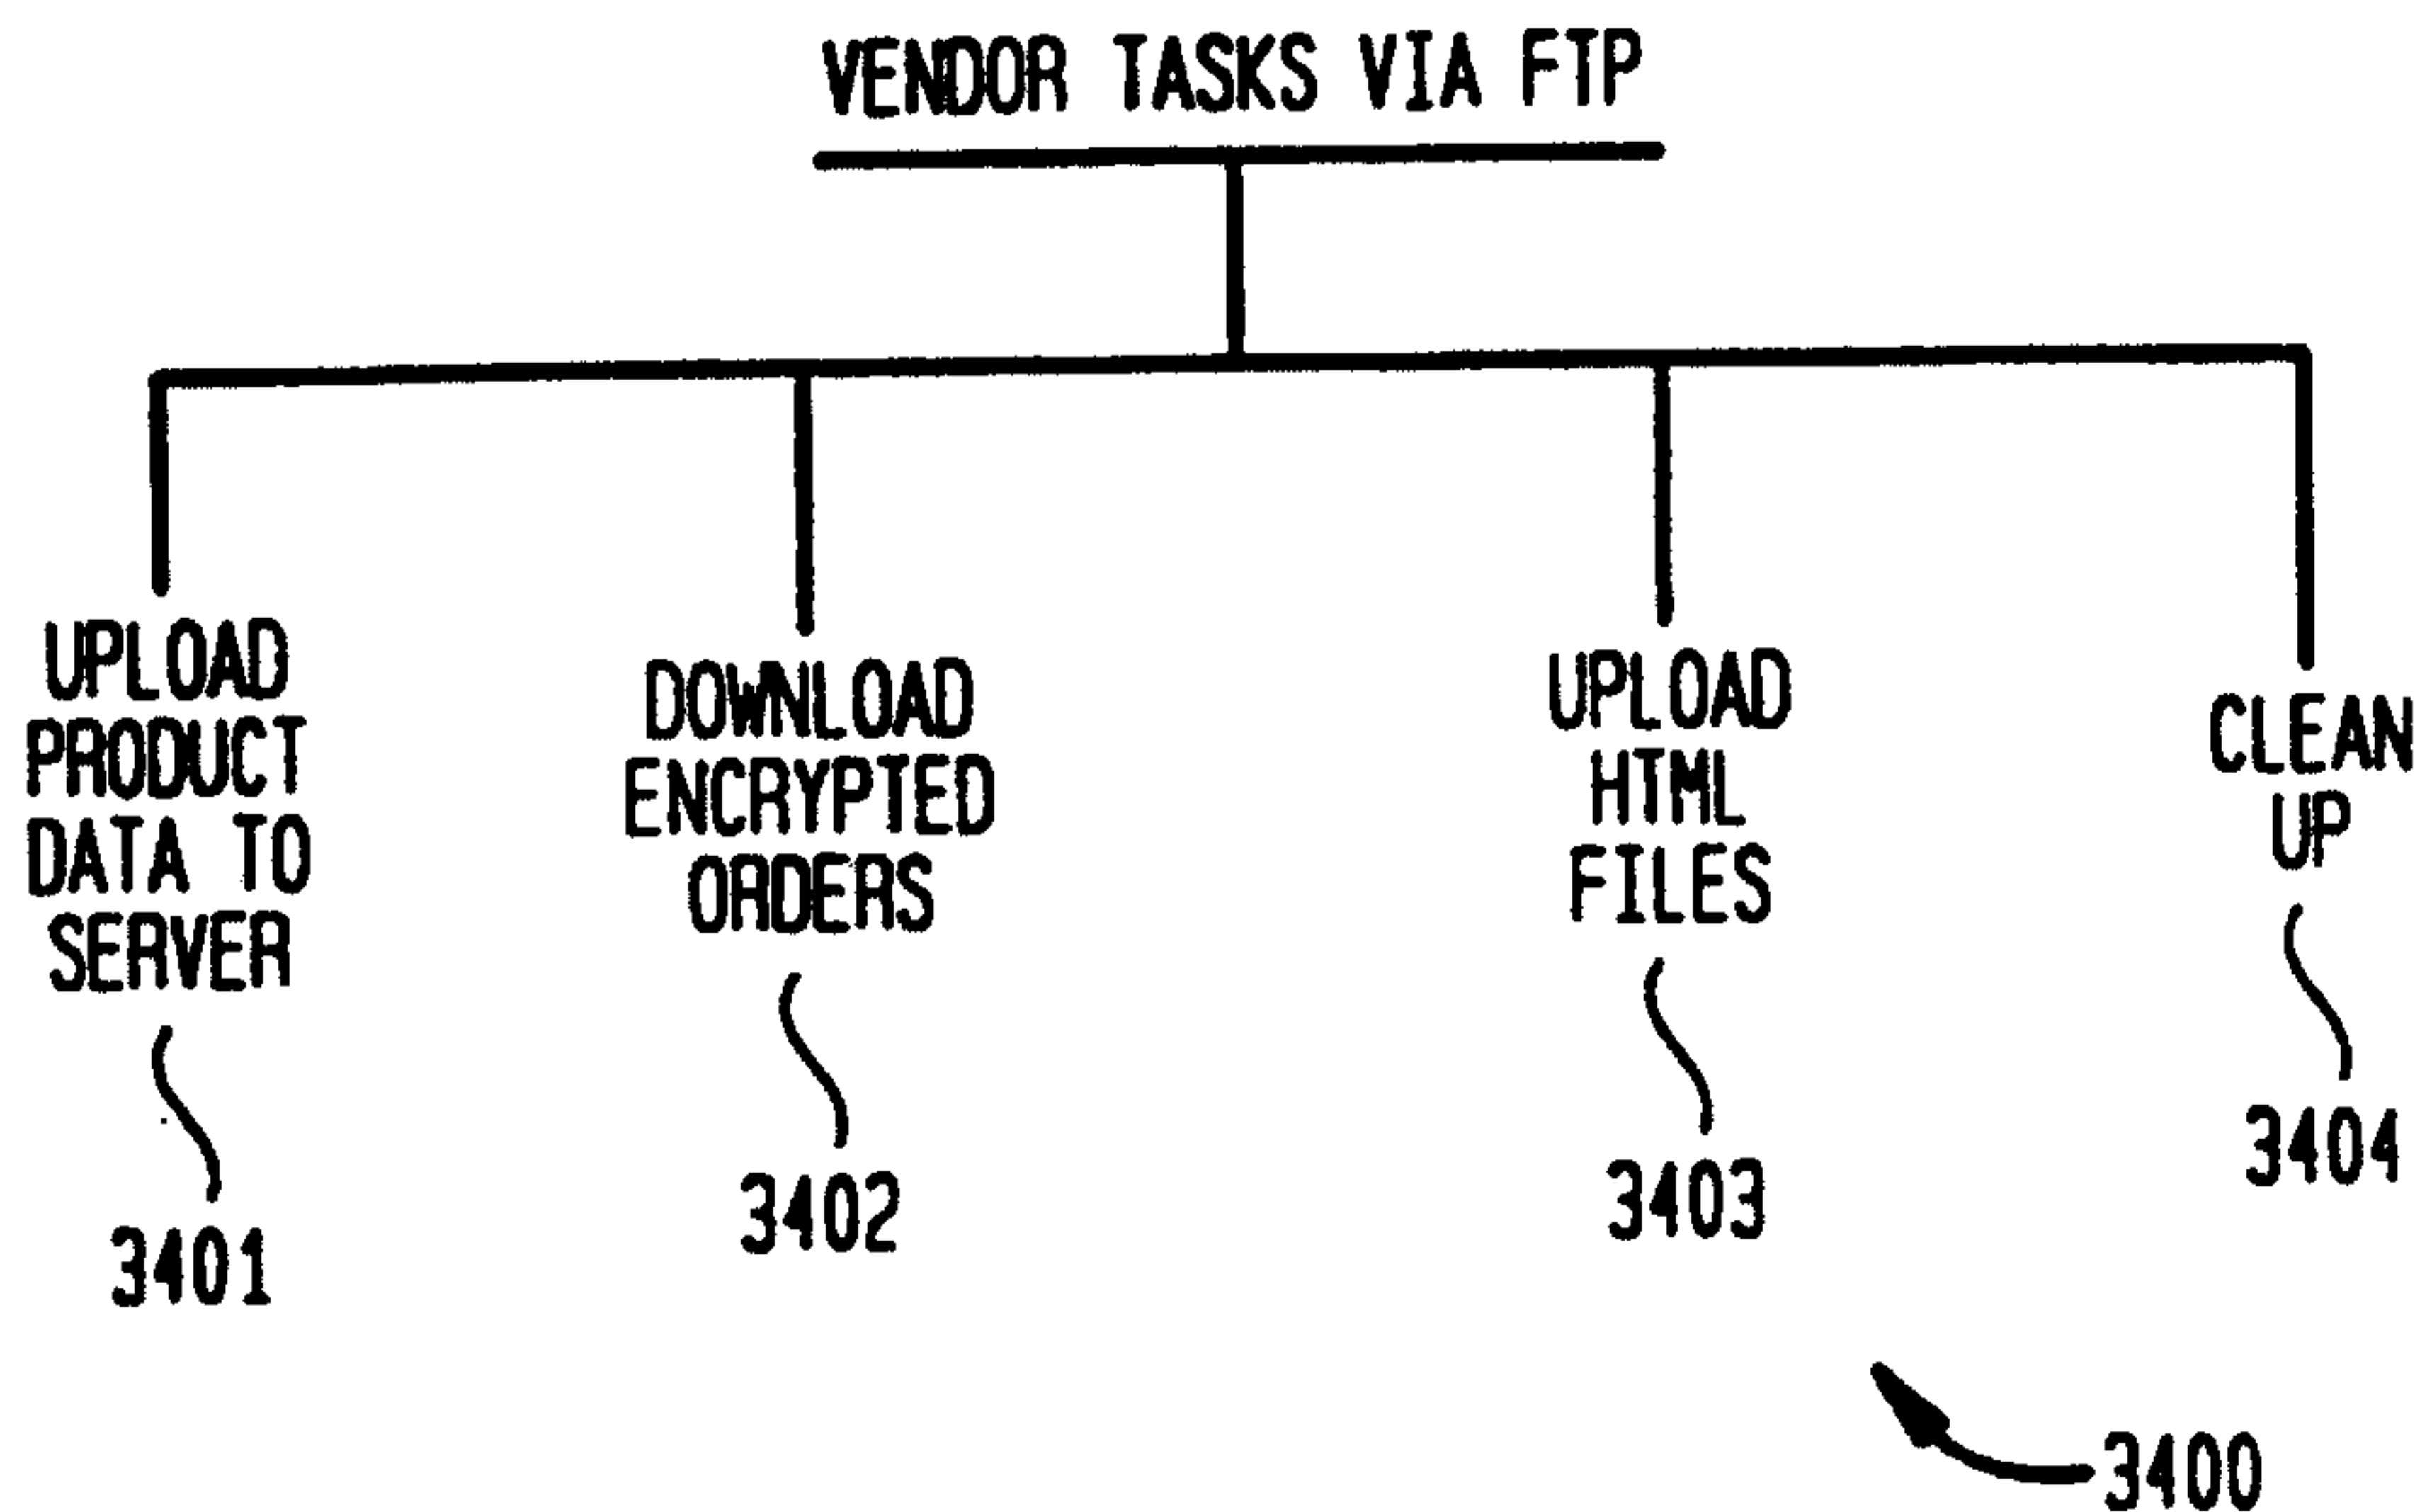 VENDOR TASKS VIA FTP
UPLOAD
PRODUCT
DATA TO
SERVER
3401
DOWNLOAD
ENCRYPTED
ORDERS
3402
UPLOAD
HTML
FILES
3403
CLEAN
UP
3404
3400